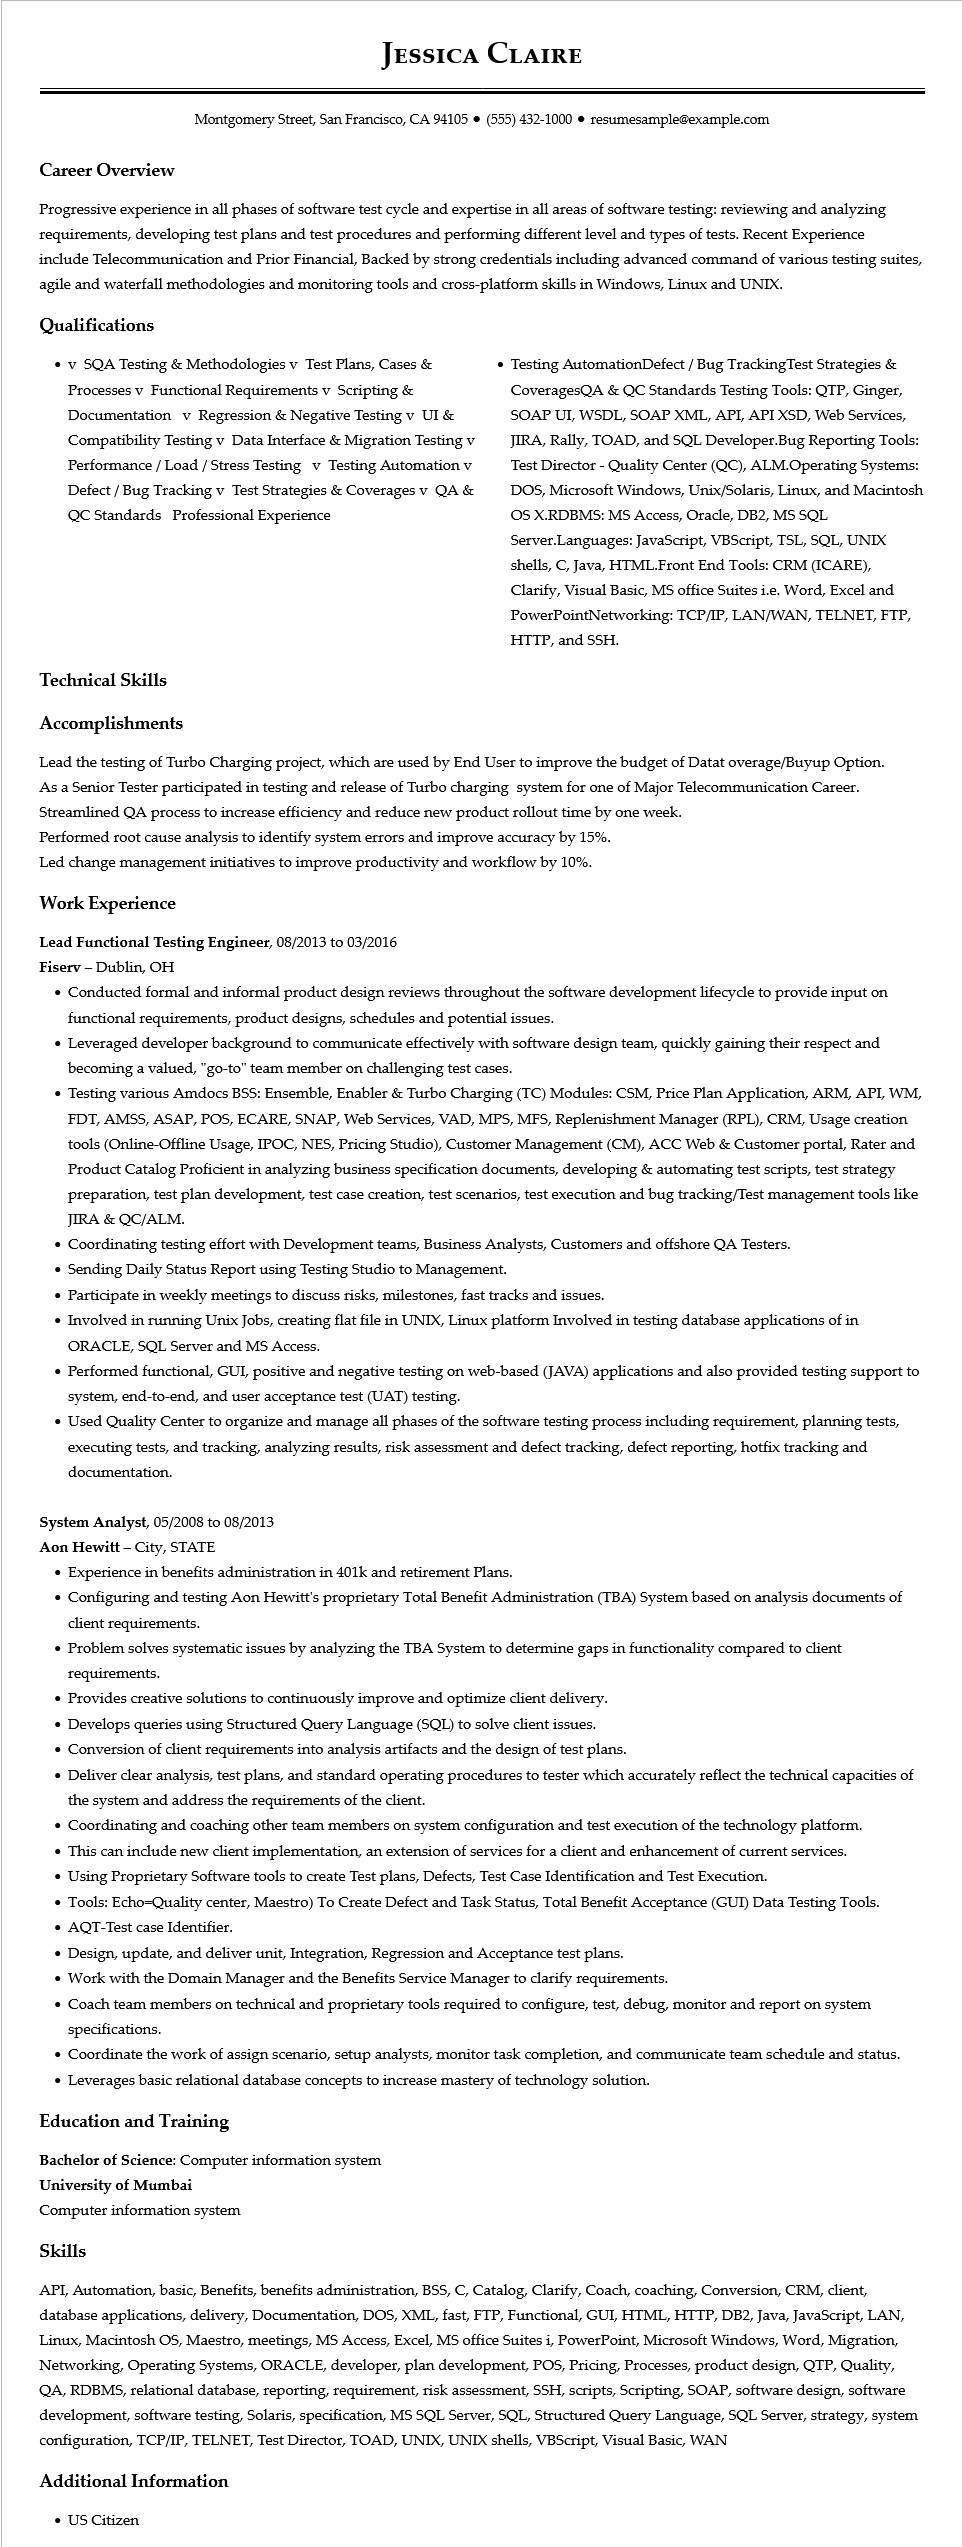 Jessica Claire
Montgomery Street, San Francisco, CA 94105 ● (555) 432-1000 ● resumesample@example.com
Career Overview
Progressive experience in all phases of software test cycle and expertise in all areas of software testing: reviewing and analyzing
requirements, developing test plans and test procedures and performing different level and types of tests. Recent Experience
include Telecommunication and Prior Financial, Backed by strong credentials including advanced command of various testing suites,
agile and waterfall methodologies and monitoring tools and cross-platform skills in Windows, Linux and UNIX.
Qualifications
• v SQA Testing & Methodologies v Test Plans, Cases &
Processes v Functional Requirements v Scripting &
Documentation v Regression & Negative Testing v UI &
Compatibility Testing v Data Interface & Migration Testing v
Performance / Load / Stress Testing v Testing Automation v
Defect / Bug Tracking v Test Strategies & Coverages v QA &
QC Standards Professional Experience
• Testing AutomationDefect / Bug TrackingTest Strategies &
CoveragesQA & QC Standards Testing Tools: QTP, Ginger,
SOAP UI, WSDL, SOAP XML, API, API XSD, Web Services,
JIRA, Rally, TOAD, and SQL Developer.Bug Reporting Tools:
Test Director - Quality Center (QC), ALM.Operating Systems:
DOS, Microsoft Windows, Unix/Solaris, Linux, and Macintosh
OS X.RDBMS: MS Access, Oracle, DB2, MS SQL
Server.Languages: JavaScript, VBScript, TSL, SQL, UNIX
shells, C, Java, HTML.Front End Tools: CRM (ICARE),
Clarify, Visual Basic, MS office Suites i.e. Word, Excel and
PowerPointNetworking: TCP/IP, LAN/WAN, TELNET, FTP,
HTTP, and SSH.
Technical Skills
Accomplishments
Lead the testing of Turbo Charging project, which are used by End User to improve the budget of Datat overage/Buyup Option.
As a Senior Tester participated in testing and release of Turbo charging system for one of Major Telecommunication Career.
Streamlined QA process to increase efficiency and reduce new product rollout time by one week.
Performed root cause analysis to identify system errors and improve accuracy by 15%.
Led change management initiatives to improve productivity and workflow by 10%.
Work Experience
Lead Functional Testing Engineer, 08/2013 to 03/2016
Fiserv – Dublin, OH
• Conducted formal and informal product design reviews throughout the software development lifecycle to provide input on
functional requirements, product designs, schedules and potential issues.
• Leveraged developer background to communicate effectively with software design team, quickly gaining their respect and
becoming a valued, "go-to" team member on challenging test cases.
• Testing various Amdocs BSS: Ensemble, Enabler & Turbo Charging (TC) Modules: CSM, Price Plan Application, ARM, API, WM,
FDT, AMSS, ASAP, POS, ECARE, SNAP, Web Services, VAD, MPS, MFS, Replenishment Manager (RPL), CRM, Usage creation
tools (Online-Offline Usage, IPOC, NES, Pricing Studio), Customer Management (CM), ACC Web & Customer portal, Rater and
Product Catalog Proficient in analyzing business specification documents, developing & automating test scripts, test strategy
preparation, test plan development, test case creation, test scenarios, test execution and bug tracking/Test management tools like
JIRA & QC/ALM.
• Coordinating testing effort with Development teams, Business Analysts, Customers and offshore QA Testers.
• Sending Daily Status Report using Testing Studio to Management.
• Participate in weekly meetings to discuss risks, milestones, fast tracks and issues.
• Involved in running Unix Jobs, creating flat file in UNIX, Linux platform Involved in testing database applications of in
ORACLE, SQL Server and MS Access.
• Performed functional, GUI, positive and negative testing on web-based (JAVA) applications and also provided testing support to
system, end-to-end, and user acceptance test (UAT) testing.
• Used Quality Center to organize and manage all phases of the software testing process including requirement, planning tests,
executing tests, and tracking, analyzing results, risk assessment and defect tracking, defect reporting, hotfix tracking and
documentation.
System Analyst, 05/2008 to 08/2013
Aon Hewitt – City, STATE
• Experience in benefits administration in 401k and retirement Plans.
• Configuring and testing Aon Hewitt's proprietary Total Benefit Administration (TBA) System based on analysis documents of
client requirements.
• Problem solves systematic issues by analyzing the TBA System to determine gaps in functionality compared to client
requirements.
• Provides creative solutions to continuously improve and optimize client delivery.
• Develops queries using Structured Query Language (SQL) to solve client issues.
• Conversion of client requirements into analysis artifacts and the design of test plans.
• Deliver clear analysis, test plans, and standard operating procedures to tester which accurately reflect the technical capacities of
the system and address the requirements of the client.
• Coordinating and coaching other team members on system configuration and test execution of the technology platform.
• This can include new client implementation, an extension of services for a client and enhancement of current services.
• Using Proprietary Software tools to create Test plans, Defects, Test Case Identification and Test Execution.
• Tools: Echo=Quality center, Maestro) To Create Defect and Task Status, Total Benefit Acceptance (GUI) Data Testing Tools.
• AQT-Test case Identifier.
• Design, update, and deliver unit, Integration, Regression and Acceptance test plans.
• Work with the Domain Manager and the Benefits Service Manager to clarify requirements.
• Coach team members on technical and proprietary tools required to configure, test, debug, monitor and report on system
specifications.
• Coordinate the work of assign scenario, setup analysts, monitor task completion, and communicate team schedule and status.
• Leverages basic relational database concepts to increase mastery of technology solution.
Education and Training
Bachelor of Science: Computer information system
University of Mumbai
Computer information system
Skills
API, Automation, basic, Benefits, benefits administration, BSS, C, Catalog, Clarify, Coach, coaching, Conversion, CRM, client,
database applications, delivery, Documentation, DOS, XML, fast, FTP, Functional, GUI, HTML, HTTP, DB2, Java, JavaScript, LAN,
Linux, Macintosh OS, Maestro, meetings, MS Access, Excel, MS office Suites i, PowerPoint, Microsoft Windows, Word, Migration,
Networking, Operating Systems, ORACLE, developer, plan development, POS, Pricing, Processes, product design, QTP, Quality,
QA, RDBMS, relational database, reporting, requirement, risk assessment, SSH, scripts, Scripting, SOAP, software design, software
development, software testing, Solaris, specification, MS SQL Server, SQL, Structured Query Language, SQL Server, strategy, system
configuration, TCP/IP, TELNET, Test Director, TOAD, UNIX, UNIX shells, VBScript, Visual Basic, WAN
Additional Information
• US Citizen